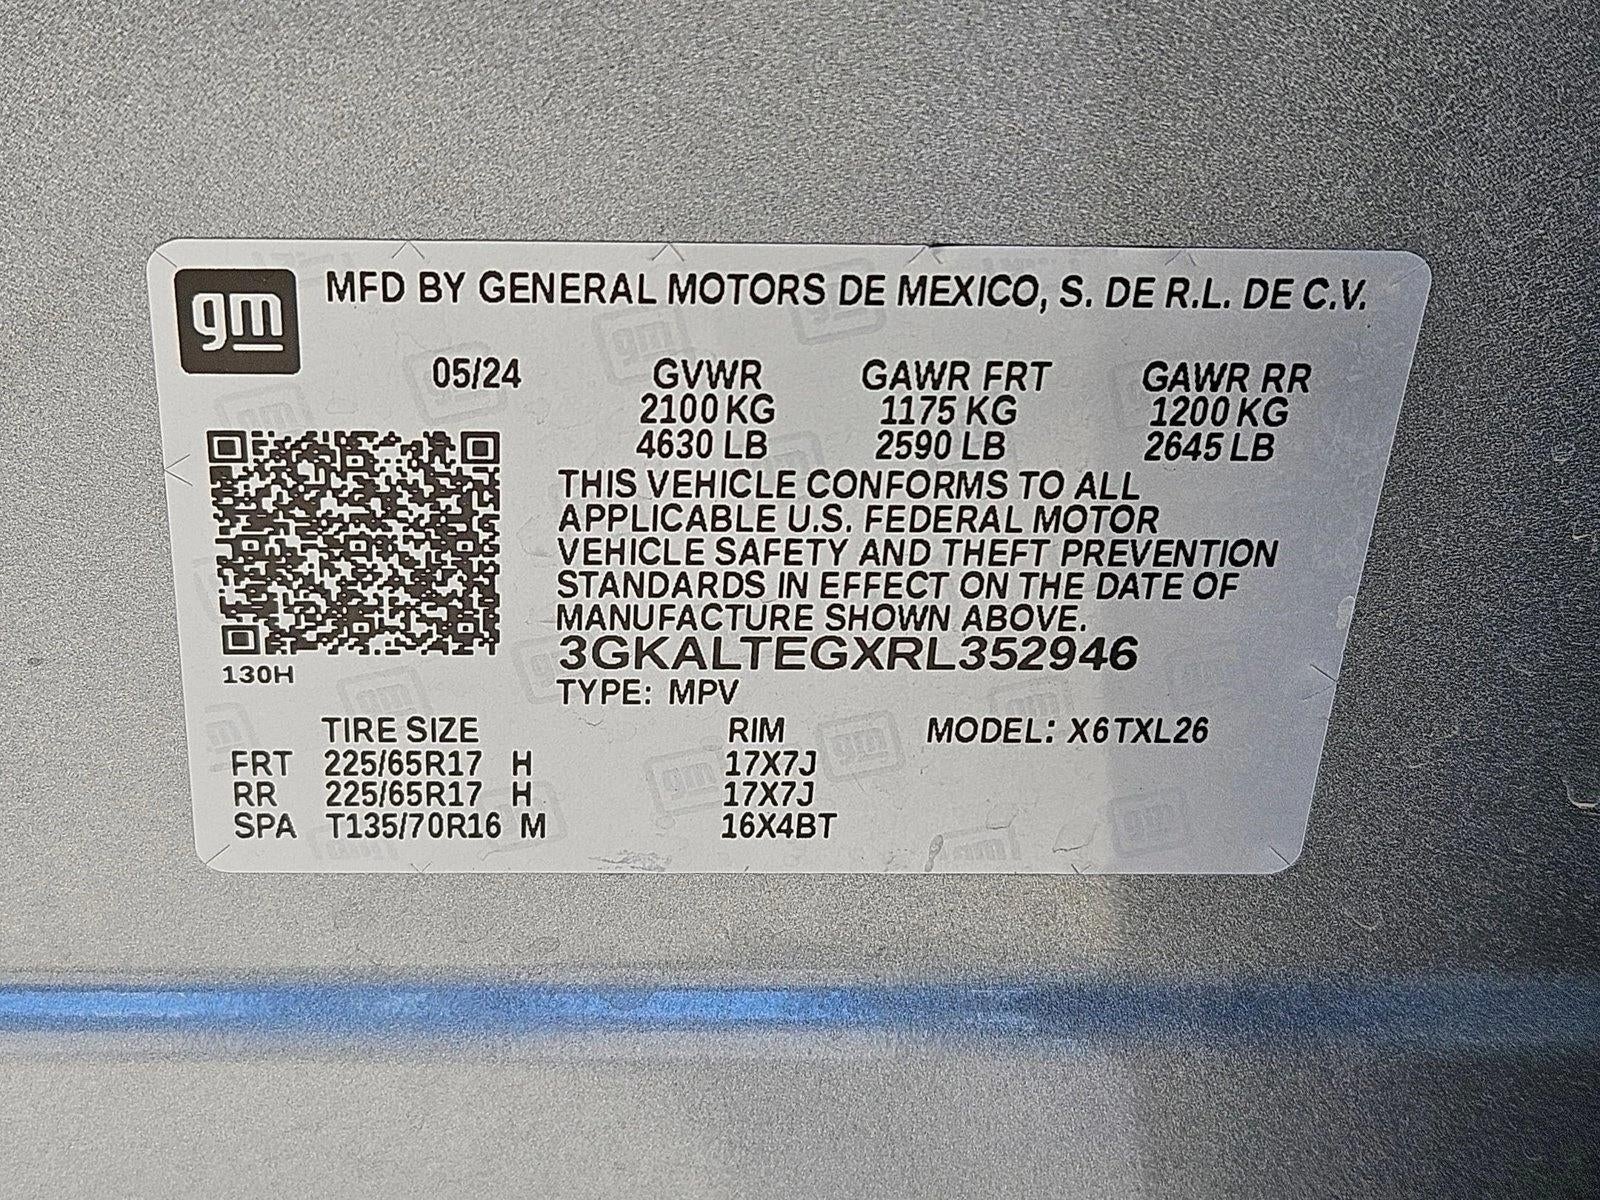 gm MFD BY GENERAL MOTORS DE MEXICO, S. DE R.L. DE C.V.
05/24 GVWR GAWR FRT GAWR RR
2100 KG 1175 KG 1200 KG
4630 LB 2590 LB 2645 LB
THIS VEHICLE CONFORMS TO ALL
APPLICABLE U.S. FEDERAL MOTOR
VEHICLE SAFETY AND THEFT PREVENTION
STANDARDS IN EFFECT ON THE DATE OF
MANUFACTURE SHOWN ABOVE.
3GKALTEGXRL352946
130H
TYPE: MPV
TIRE SIZE RIM MODEL: X6TXL26
FRT 225/65R17 H 17X7J
RR 225/65R17 H 17X7J
SPA T135/70R16 M 16X4BT